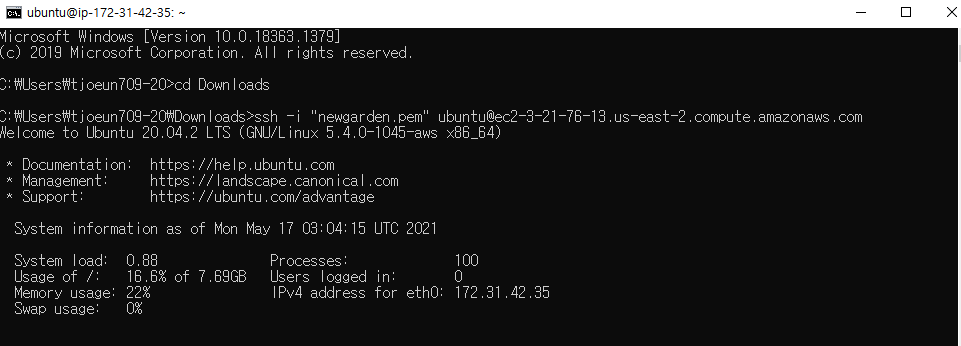 ubuntu@ip-172-31-42-35: ~
Microsoft Windows [Version 10.0.18363.1379]
(c) 2019 Microsoft Corporation. All rights reserved.
C:₩Users₩tjoeun709-20>cd Downloads
C:₩Users₩tjoeun709-20₩Downloads>ssh -i "newgarden.pem" ubuntu@ec2-3-21-76-13.us-east-2.compute.amazonaws.com
Welcome to Ubuntu 20.04.2 LTS (GNU/Linux 5.4.0-1045-aws x86_64)
* Documentation:  https://help.ubuntu.com
* Management:     https://landscape.canonical.com
* Support:        https://ubuntu.com/advantage
System information as of Mon May 17 03:04:15 UTC 2021
System load:  0.88              Processes:             100
Usage of /:   16.6% of 7.69GB   Users logged in:       0
Memory usage: 22%               IPv4 address for eth0: 172.31.42.35
Swap usage:   0%